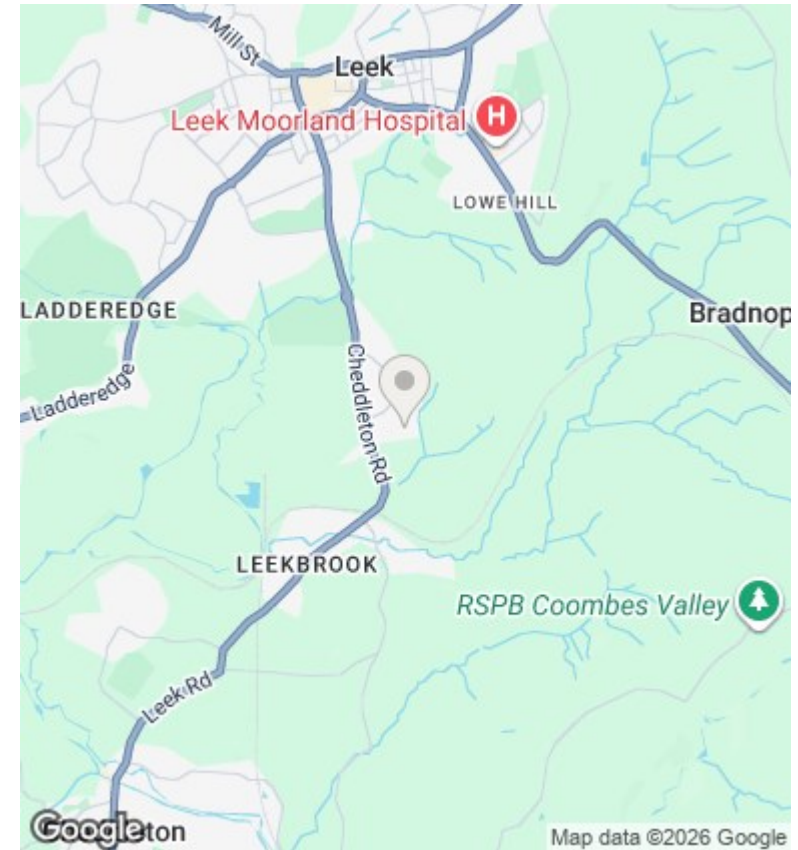 Mill St
Leek
Leek Moorland Hospital
H
LOWE HILL
LADDEREDGE
Bradnop
Ladderedge
Cheddleton Rd
LEEKBROOK
RSPB Coombes Valley
Leek Rd
Google
Map data ©2026 Google